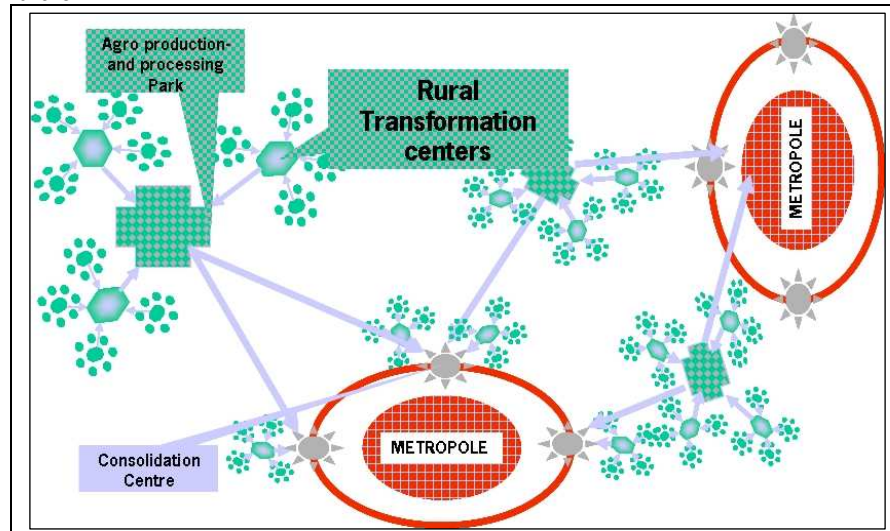 Agro production-
and processing
Park
Rural
Transformation
centers
METROPOLE
METROPOLE
Consolidation
Centre